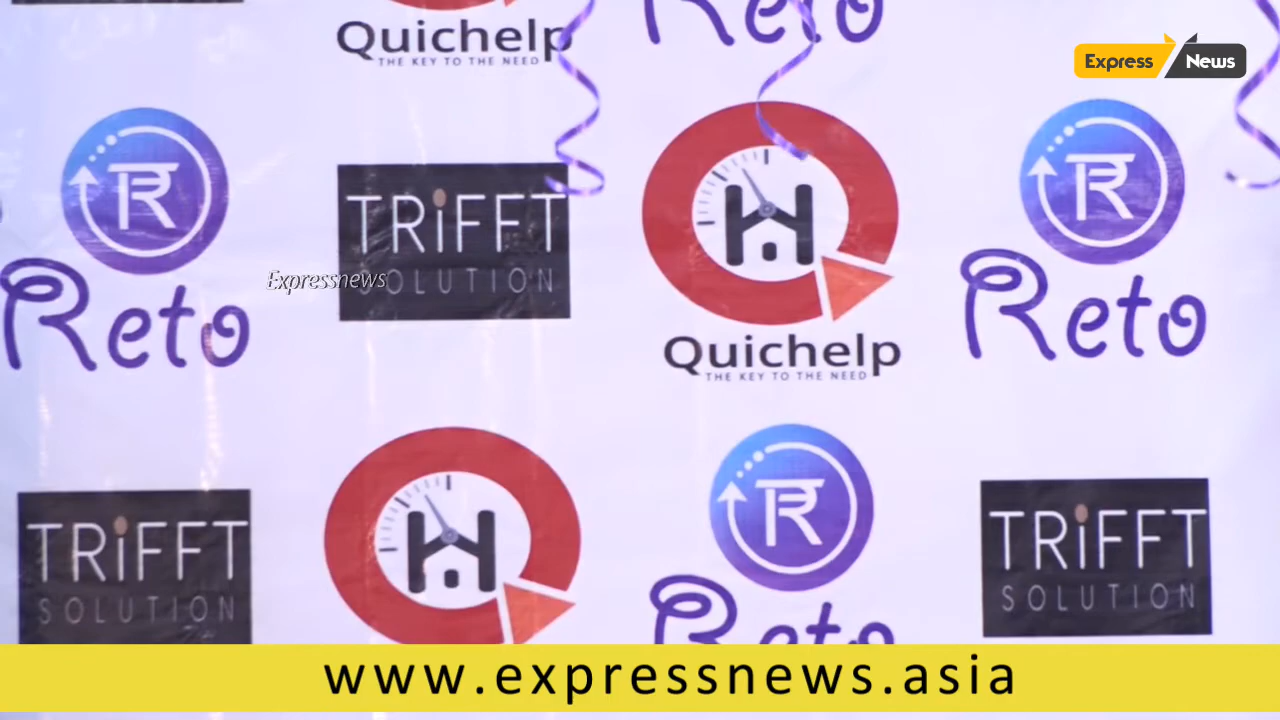 Quichelp
THE KEY TO THE NEED
Reto
Express News
Reto
TRiFFT
SOLUTION
Expressnews
Quichelp
THE KEY TO THE NEED
Reto
TRiFFT
SOLUTION
Reto
TRiFFT
SOLUTION
www.expressnews.asia